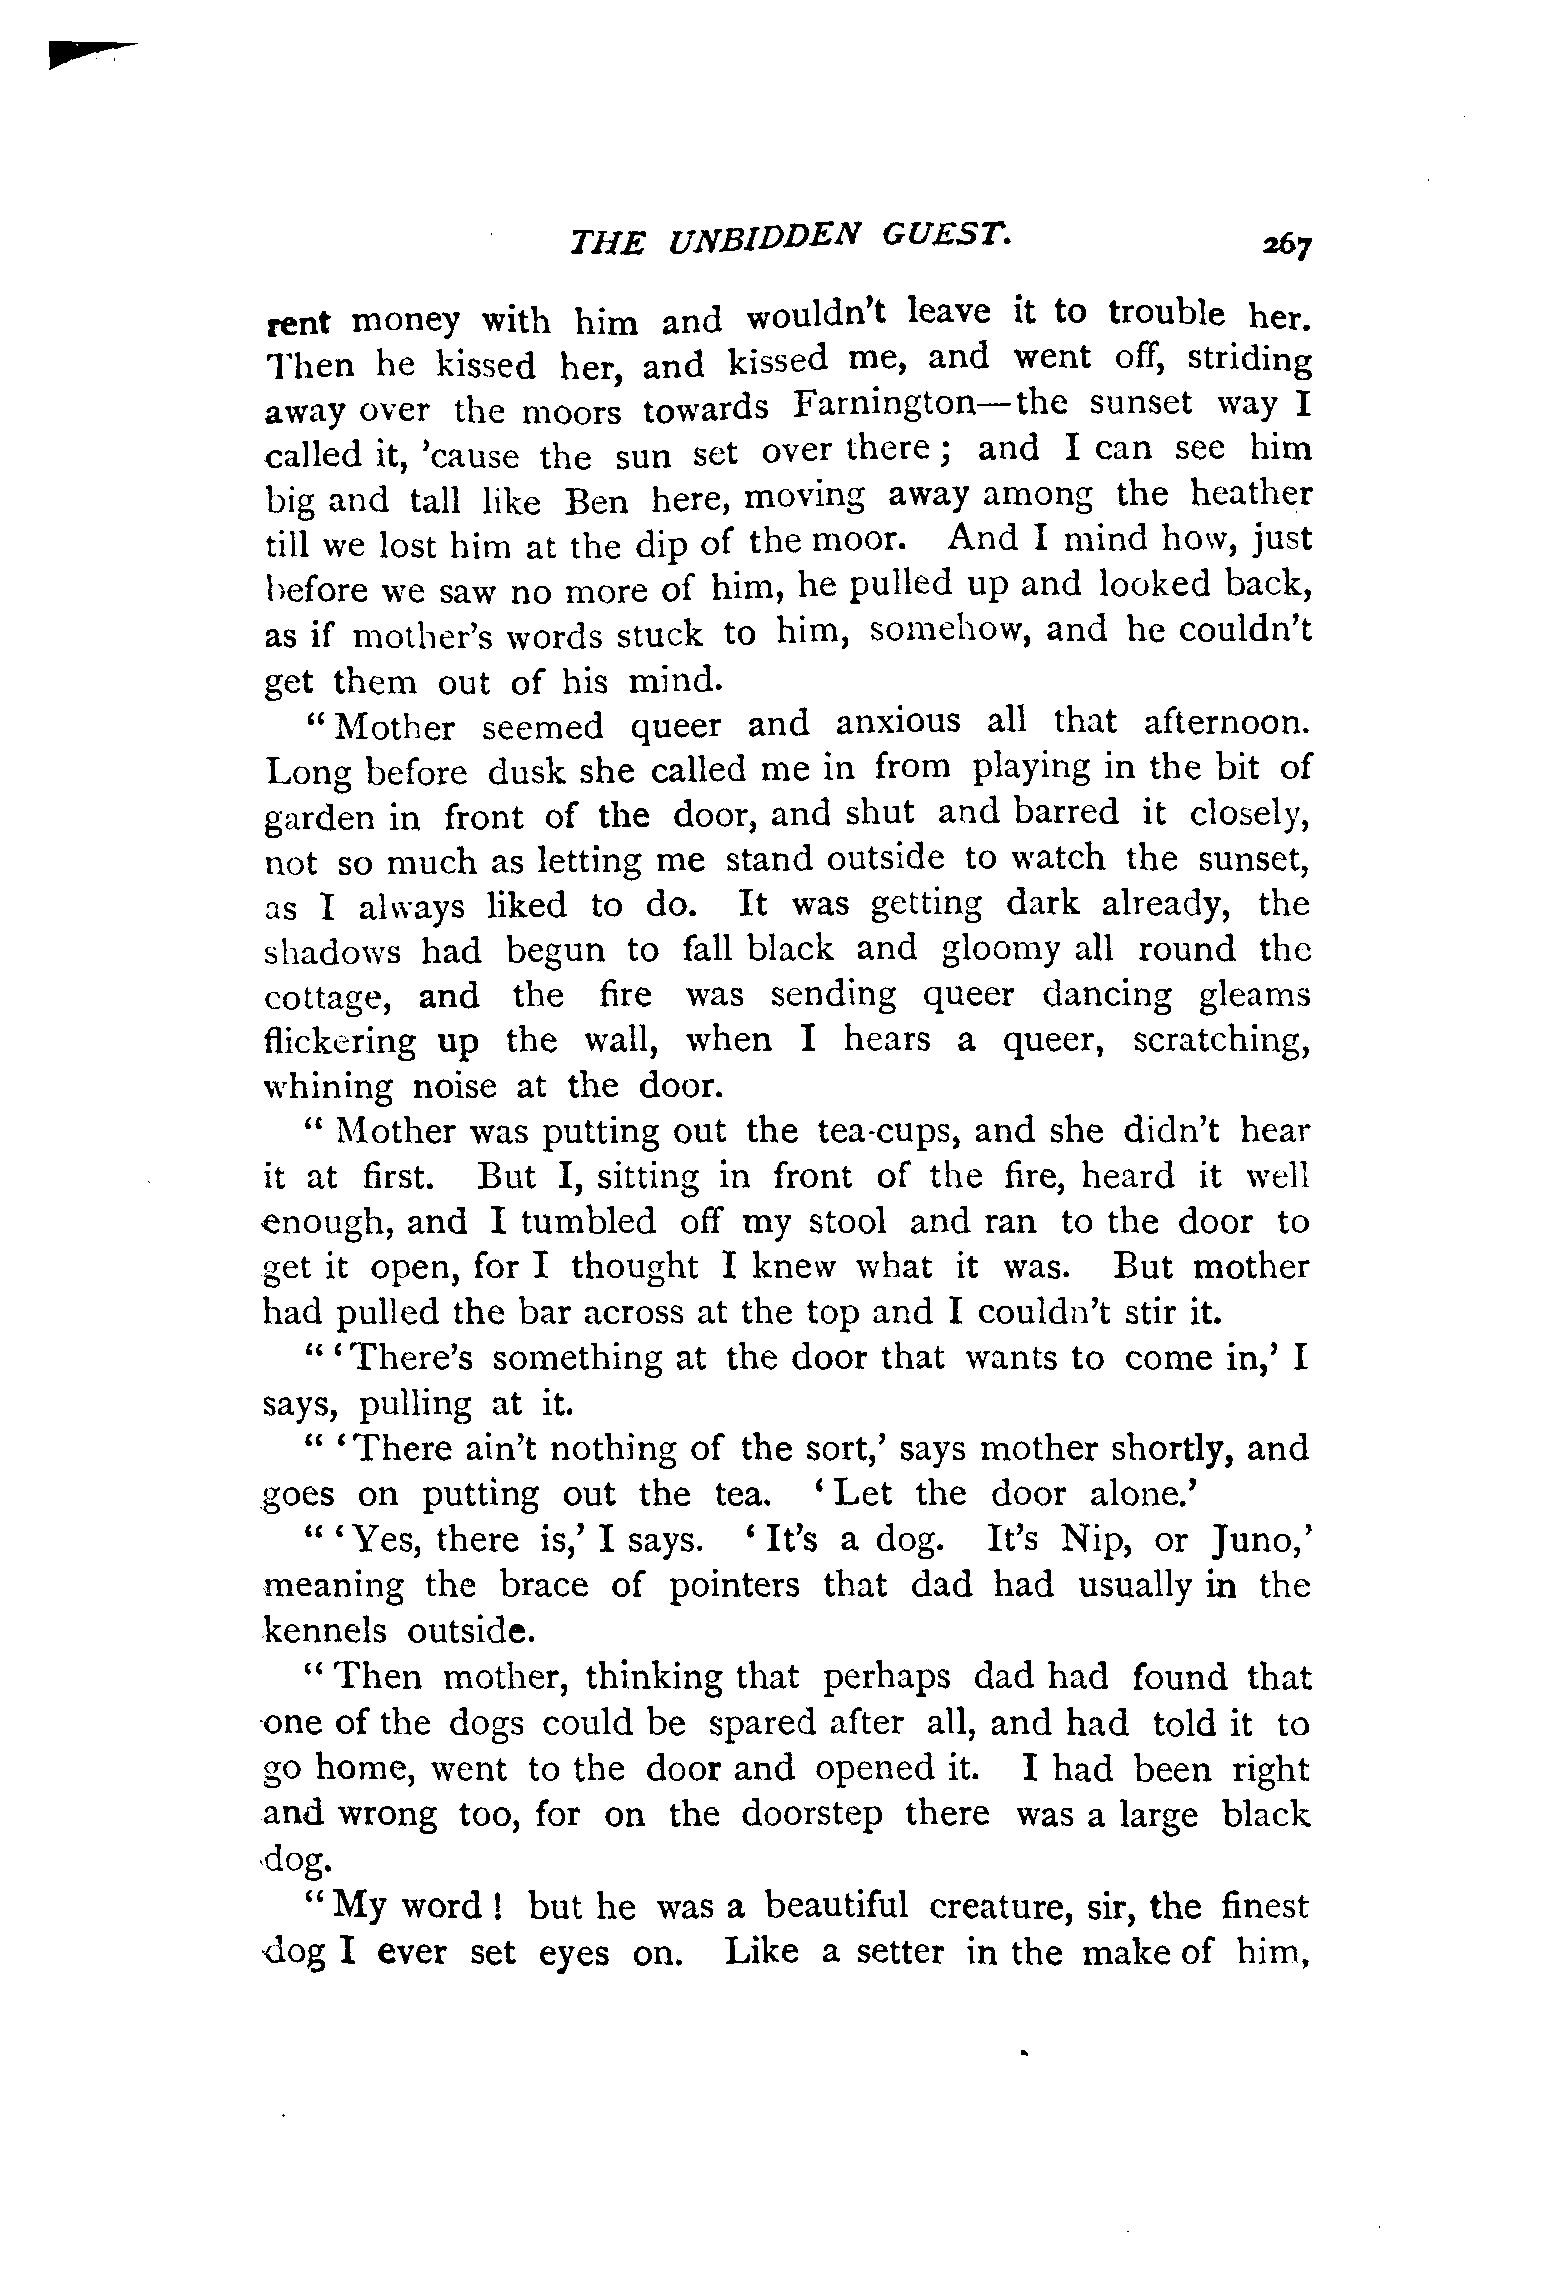 THE UNBIDDEN GUEST. 267
rent money with him and wouldn't leave it to trouble her.
Then he kissed her, and kissed me, and went off, striding
away over the moors towards Farnington—the sunset way I
called it, 'cause the sun set over there; and I can see him
big and tall like Ben here, moving away among the heather
till we lost him at the dip of the moor. And I mind how, just
before we saw no more of him, he pulled up and looked back,
as if mother's words stuck to him, somehow, and he couldn't
get them out of his mind.
"Mother seemed queer and anxious all that afternoon.
Long before dusk she called me in from playing in the bit of
garden in front of the door, and shut and barred it closely,
not so much as letting me stand outside to watch the sunset,
as I always liked to do. It was getting dark already, the
shadows had begun to fall black and gloomy all round the
cottage, and the fire was sending queer dancing gleams
flickering up the wall, when I hears a queer, scratching,
whining noise at the door.
"Mother was putting out the tea-cups, and she didn't hear
it at first. But I, sitting in front of the fire, heard it well
enough, and I tumbled off my stool and ran to the door to
get it open, for I thought I knew what it was. But mother
had pulled the bar across at the top and I couldn't stir it.
"'There's something at the door that wants to come in,' I
says, pulling at it.
"'There ain't nothing of the sort,' says mother shortly, and
goes on putting out the tea. 'Let the door alone.'
"'Yes, there is,' I says. 'It's a dog. It's Nip, or Juno,'
meaning the brace of pointers that dad had usually in the
kennels outside.
"Then mother, thinking that perhaps dad had found that
one of the dogs could be spared after all, and had told it to
go home, went to the door and opened it. I had been right
and wrong too, for on the doorstep there was a large black
dog.
"My word! but he was a beautiful creature, sir, the finest
dog I ever set eyes on. Like a setter in the make of him,